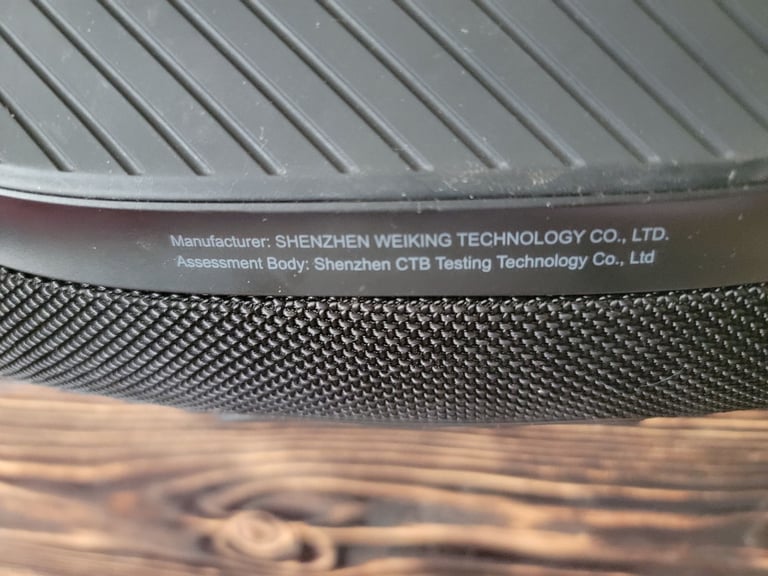 Manufacturer: SHENZHEN WEIKING TECHNOLOGY CO., LTD.
Assessment Body: Shenzhen CTB Testing Technology Co., Ltd